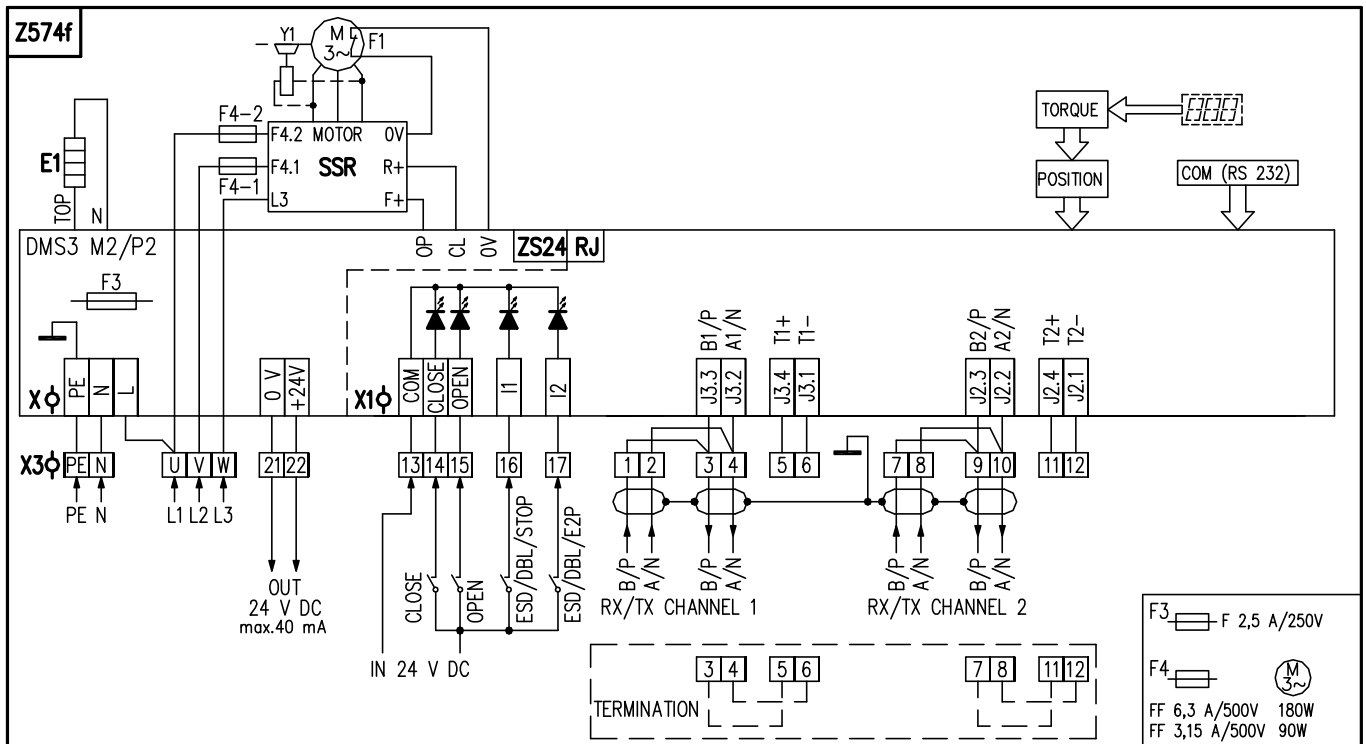 Z574f
Y1
M
3~
F1
F4-2
F4.2 MOTOR 0V
E1
F4.1 SSR R+
F4-1
L3 F+
TORQUE
POSITION
COM (RS 232)
TOP
N
OP
CL
0V
DMS3 M2/P2
ZS24 RJ
F3
B1/P
A1/N
T1+
T1-
B2/P
A2/N
T2+
T2-
X
PE
N
L
0 V
+24V
X1
COM
CLOSE
OPEN
I1
I2
J3.3
J3.2
J3.4
J3.1
J2.3
J2.2
J2.4
J2.1
X3 PE N U V W 21 22 13 14 15 16 17 1 2 3 4 5 6 7 8 9 10 11 12
PE N L1 L2 L3
OUT
24 V DC
max.40 mA
CLOSE
OPEN
ESD/DBL/STOP
ESD/DBL/E2P
IN 24 V DC
B/P
A/N
B/P
A/N
RX/TX CHANNEL 1
B/P
A/N
B/P
A/N
RX/TX CHANNEL 2
TERMINATION
3 4 5 6 7 8 11 12
F3 F 2,5 A/250V
F4 M
3~
FF 6,3 A/500V 180W
FF 3,15 A/500V 90W